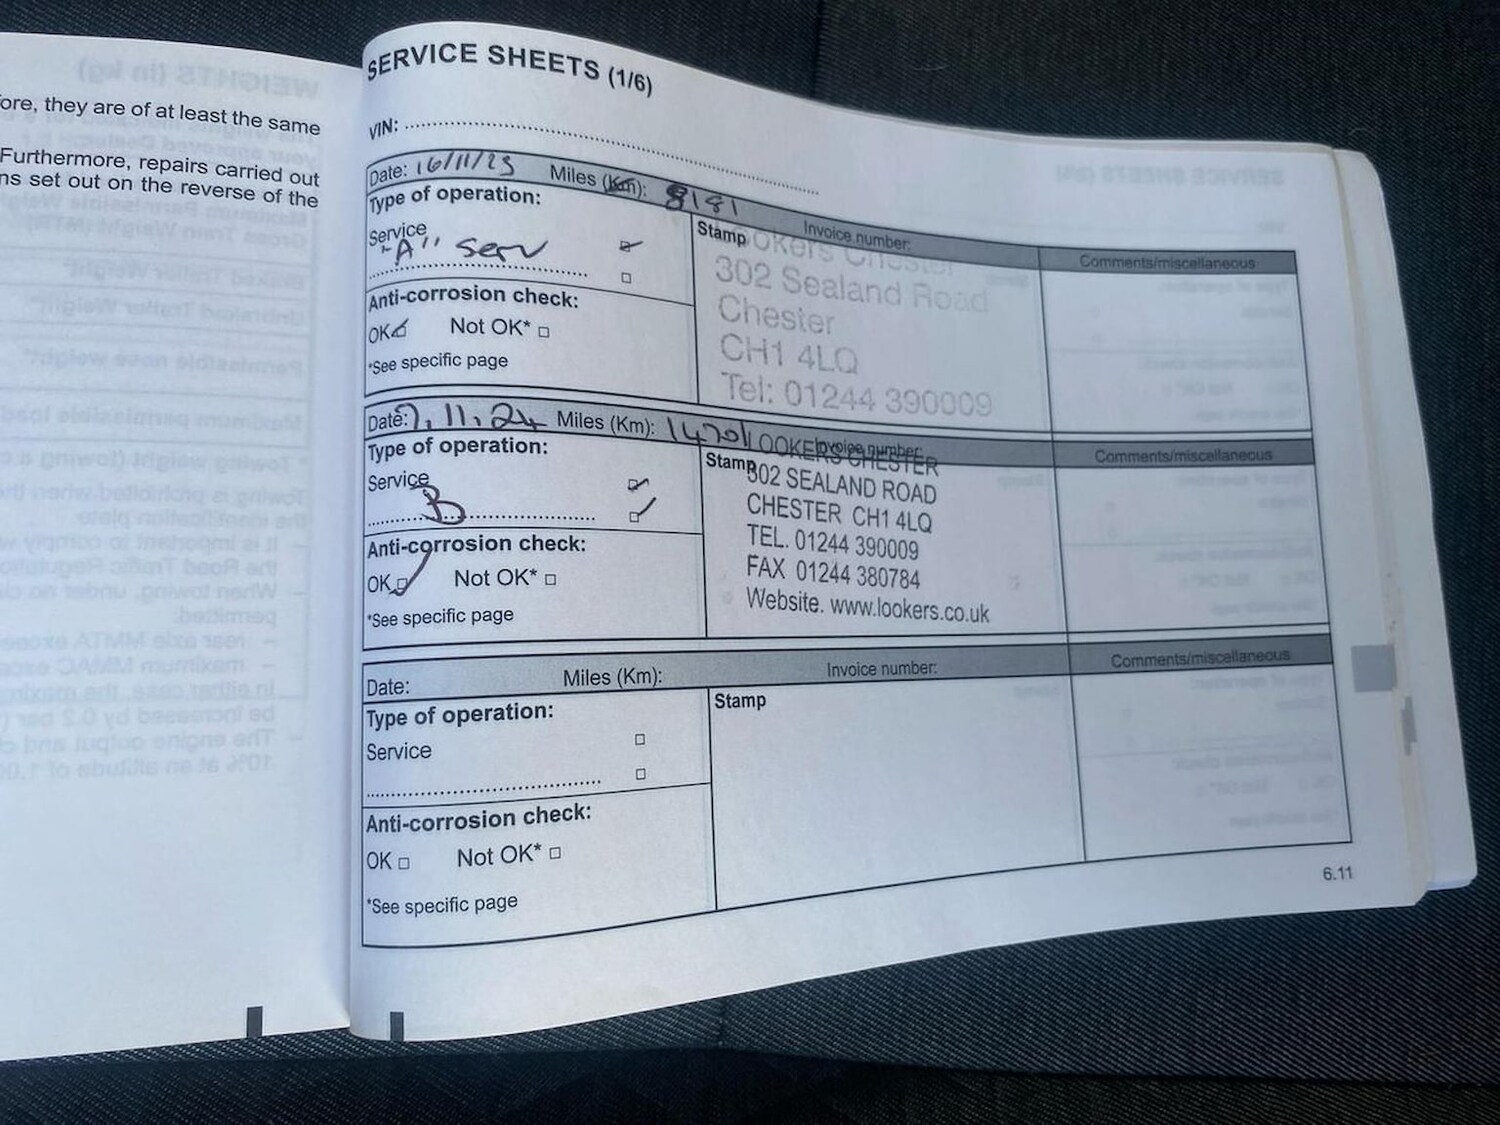 ore, they are of at least the same
Furthermore, repairs carried out
ns set out on the reverse of the
WEIGHTS (in kg)
SERVICE SHEETS (1/6)
VIN:
Date: 16/11/23 Miles (Km): 8181 Invoice number: Comments/miscellaneous
Type of operation:
Service
"A" Serv
Anti-corrosion check:
OK Not OK*
*See specific page
Stamp
Lookers Chester
302 Sealand Road
Chester
CH1 4LQ
Tel: 01244 390009
Date: 7.11.24 Miles (Km): 14701 Invoice number: Comments/miscellaneous
Type of operation:
Service
B
Anti-corrosion check:
OK Not OK*
*See specific page
Stamp
LOOKERS CHESTER
302 SEALAND ROAD
CHESTER CH1 4LQ
TEL. 01244 390009
FAX 01244 380784
Website. www.lookers.co.uk
Date: Miles (Km): Invoice number: Comments/miscellaneous
Type of operation:
Service
Anti-corrosion check:
OK Not OK*
*See specific page
Stamp
6.11